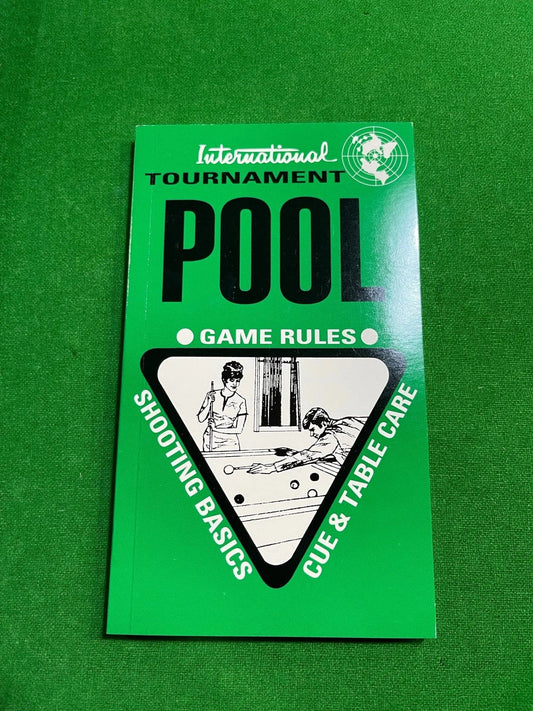 International
TOURNAMENT
POOL
GAME RULES
SHOOTING BASICS
CUE & TABLE CARE